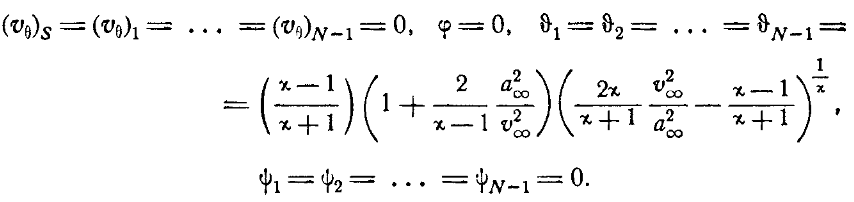 (v_θ)_S = (v_θ)_1 = ... = (v_θ)_{N−1} = 0, φ = 0, ϑ_1 = ϑ_2 = ... = ϑ_{N−1} =
= ((ϰ − 1)/(ϰ + 1)) (1 + (2/(ϰ − 1)) (a_∞^2/v_∞^2)) ((2ϰ/(ϰ + 1)) (v_∞^2/a_∞^2) − (ϰ − 1)/(ϰ + 1))^{1/ϰ},
ψ_1 = ψ_2 = ... = ψ_{N−1} = 0.